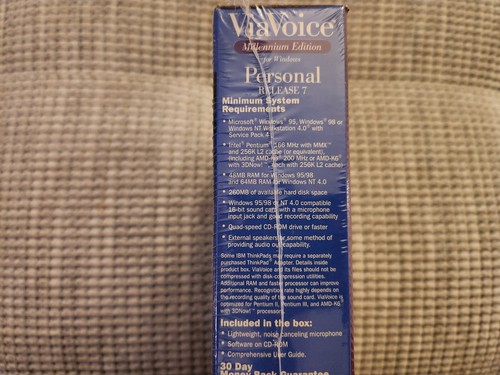 ViaVoice®
Millennium Edition
for Windows
Personal
RELEASE 7
Minimum System
Requirements
• Microsoft® Windows® 95, Windows® 98 or
Windows NT Workstation 4.0® with
Service Pack 4
• Intel® Pentium® 166 MHz with MMX™
and 256K L2 cache (or equivalent),
(including AMD-K6® 200 MHz or AMD-K6®
with 3DNow!™, each with 256K L2 cache)
• 48MB RAM for Windows 95/98
and 64MB RAM for Windows NT 4.0
• 260MB of available hard disk space
• Windows 95/98 or NT 4.0 compatible
16-bit sound card with a microphone
input jack and good recording capability
• Quad-speed CD-ROM drive or faster
• External speakers or some method of
providing audio out capability.
Some IBM ThinkPads may require a separately
purchased ThinkPad® Adapter. Details inside
product box. ViaVoice and its files should not be
compressed with disk-compression utilities.
Additional RAM and faster processor can improve
performance. Recognition rate highly depends on
the recording quality of the sound card. ViaVoice is
optimized for Pentium II, Pentium III, and AMD-K6®
with 3DNow!™ processors.
Included in the box:
• Lightweight, noise canceling microphone
• Software on CD-ROM
• Comprehensive User Guide.
30 Day
Money Back Guarantee